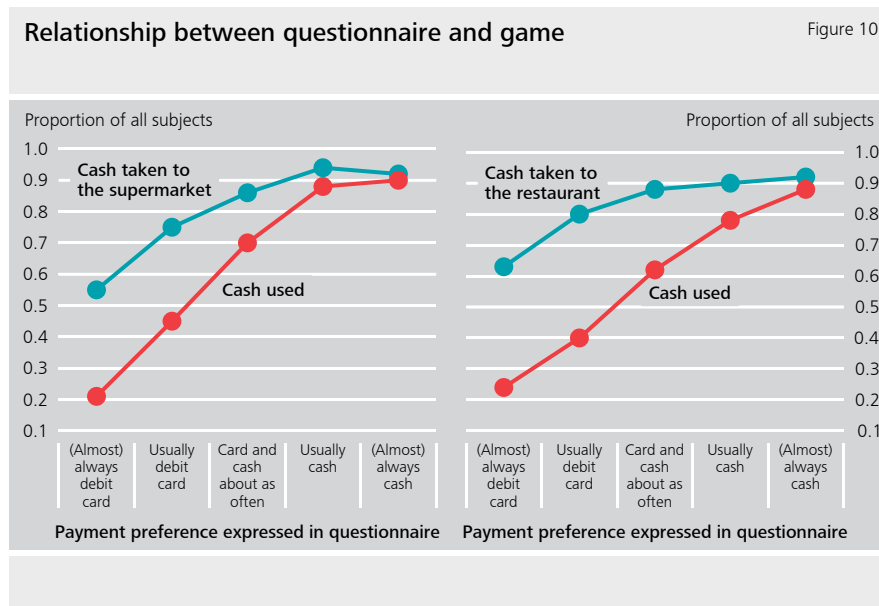 Relationship between questionnaire and game
Figure 10
Proportion of all subjects
1.0
0.9
0.8
0.7
0.6
0.5
0.4
0.3
0.2
0.1
Cash taken to
the supermarket
Cash used
(Almost)
always
debit
card
Usually
debit
card
Card and
cash
about as
often
Usually
cash
(Almost)
always
cash
Payment preference expressed in questionnaire
Proportion of all subjects
1.0
0.9
0.8
0.7
0.6
0.5
0.4
0.3
0.2
0.1
Cash taken to
the restaurant
Cash used
(Almost)
always
debit
card
Usually
debit
card
Card and
cash
about as
often
Usually
cash
(Almost)
always
cash
Payment preference expressed in questionnaire